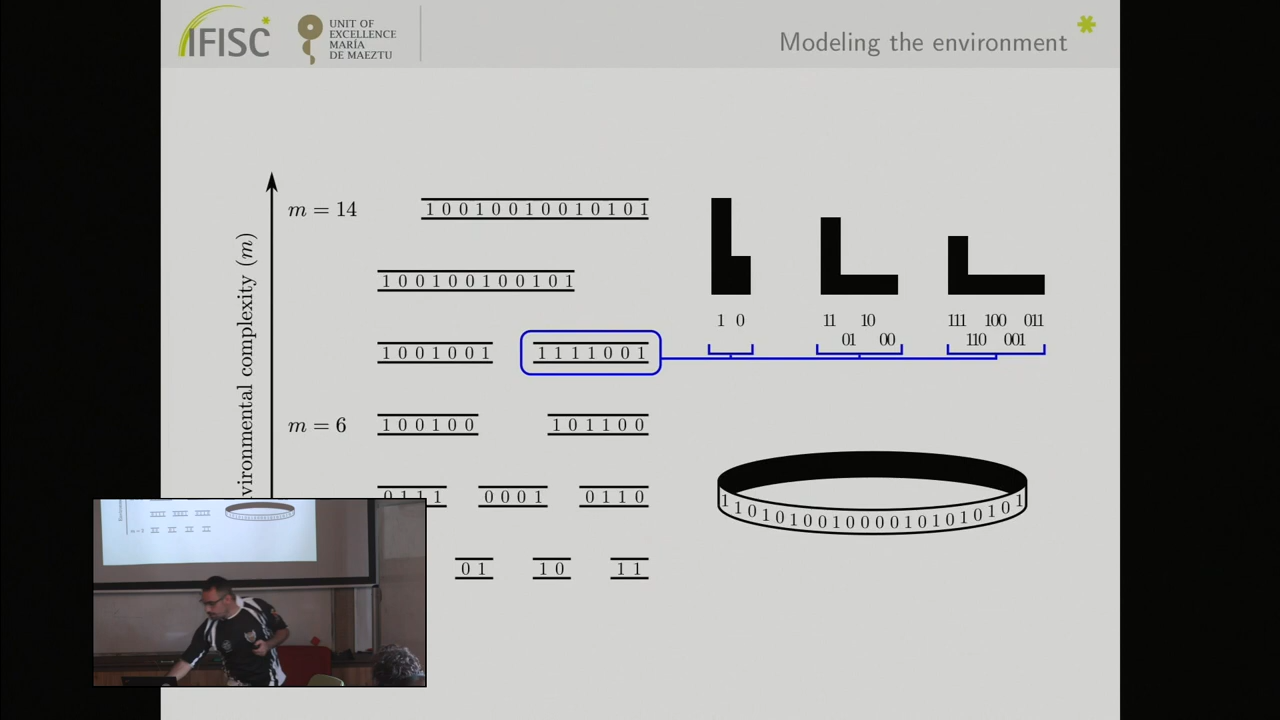 IFISC
UNIT OF
EXCELLENCE
MARÍA
DE MAEZTU
Modeling the environment
m = 14
1 0 0 1 0 0 1 0 0 1 0 1 0 1
1 0 0 1 0 0 1 0 0 1 0 1
1 0 0 1 0 0 1
1 1 1 1 0 0 1
m = 6
1 0 0 1 0 0
1 0 1 1 0 0
0 1 1 1
0 0 0 1
0 1 1 0
0 1
1 0
1 1
vironmental complexity (m)
1 0
11 10
01 00
111 100 011
110 001
1 1 0 1 0 1 0 0 1 0 0 0 0 1 0 1 0 1 0 1 0 1